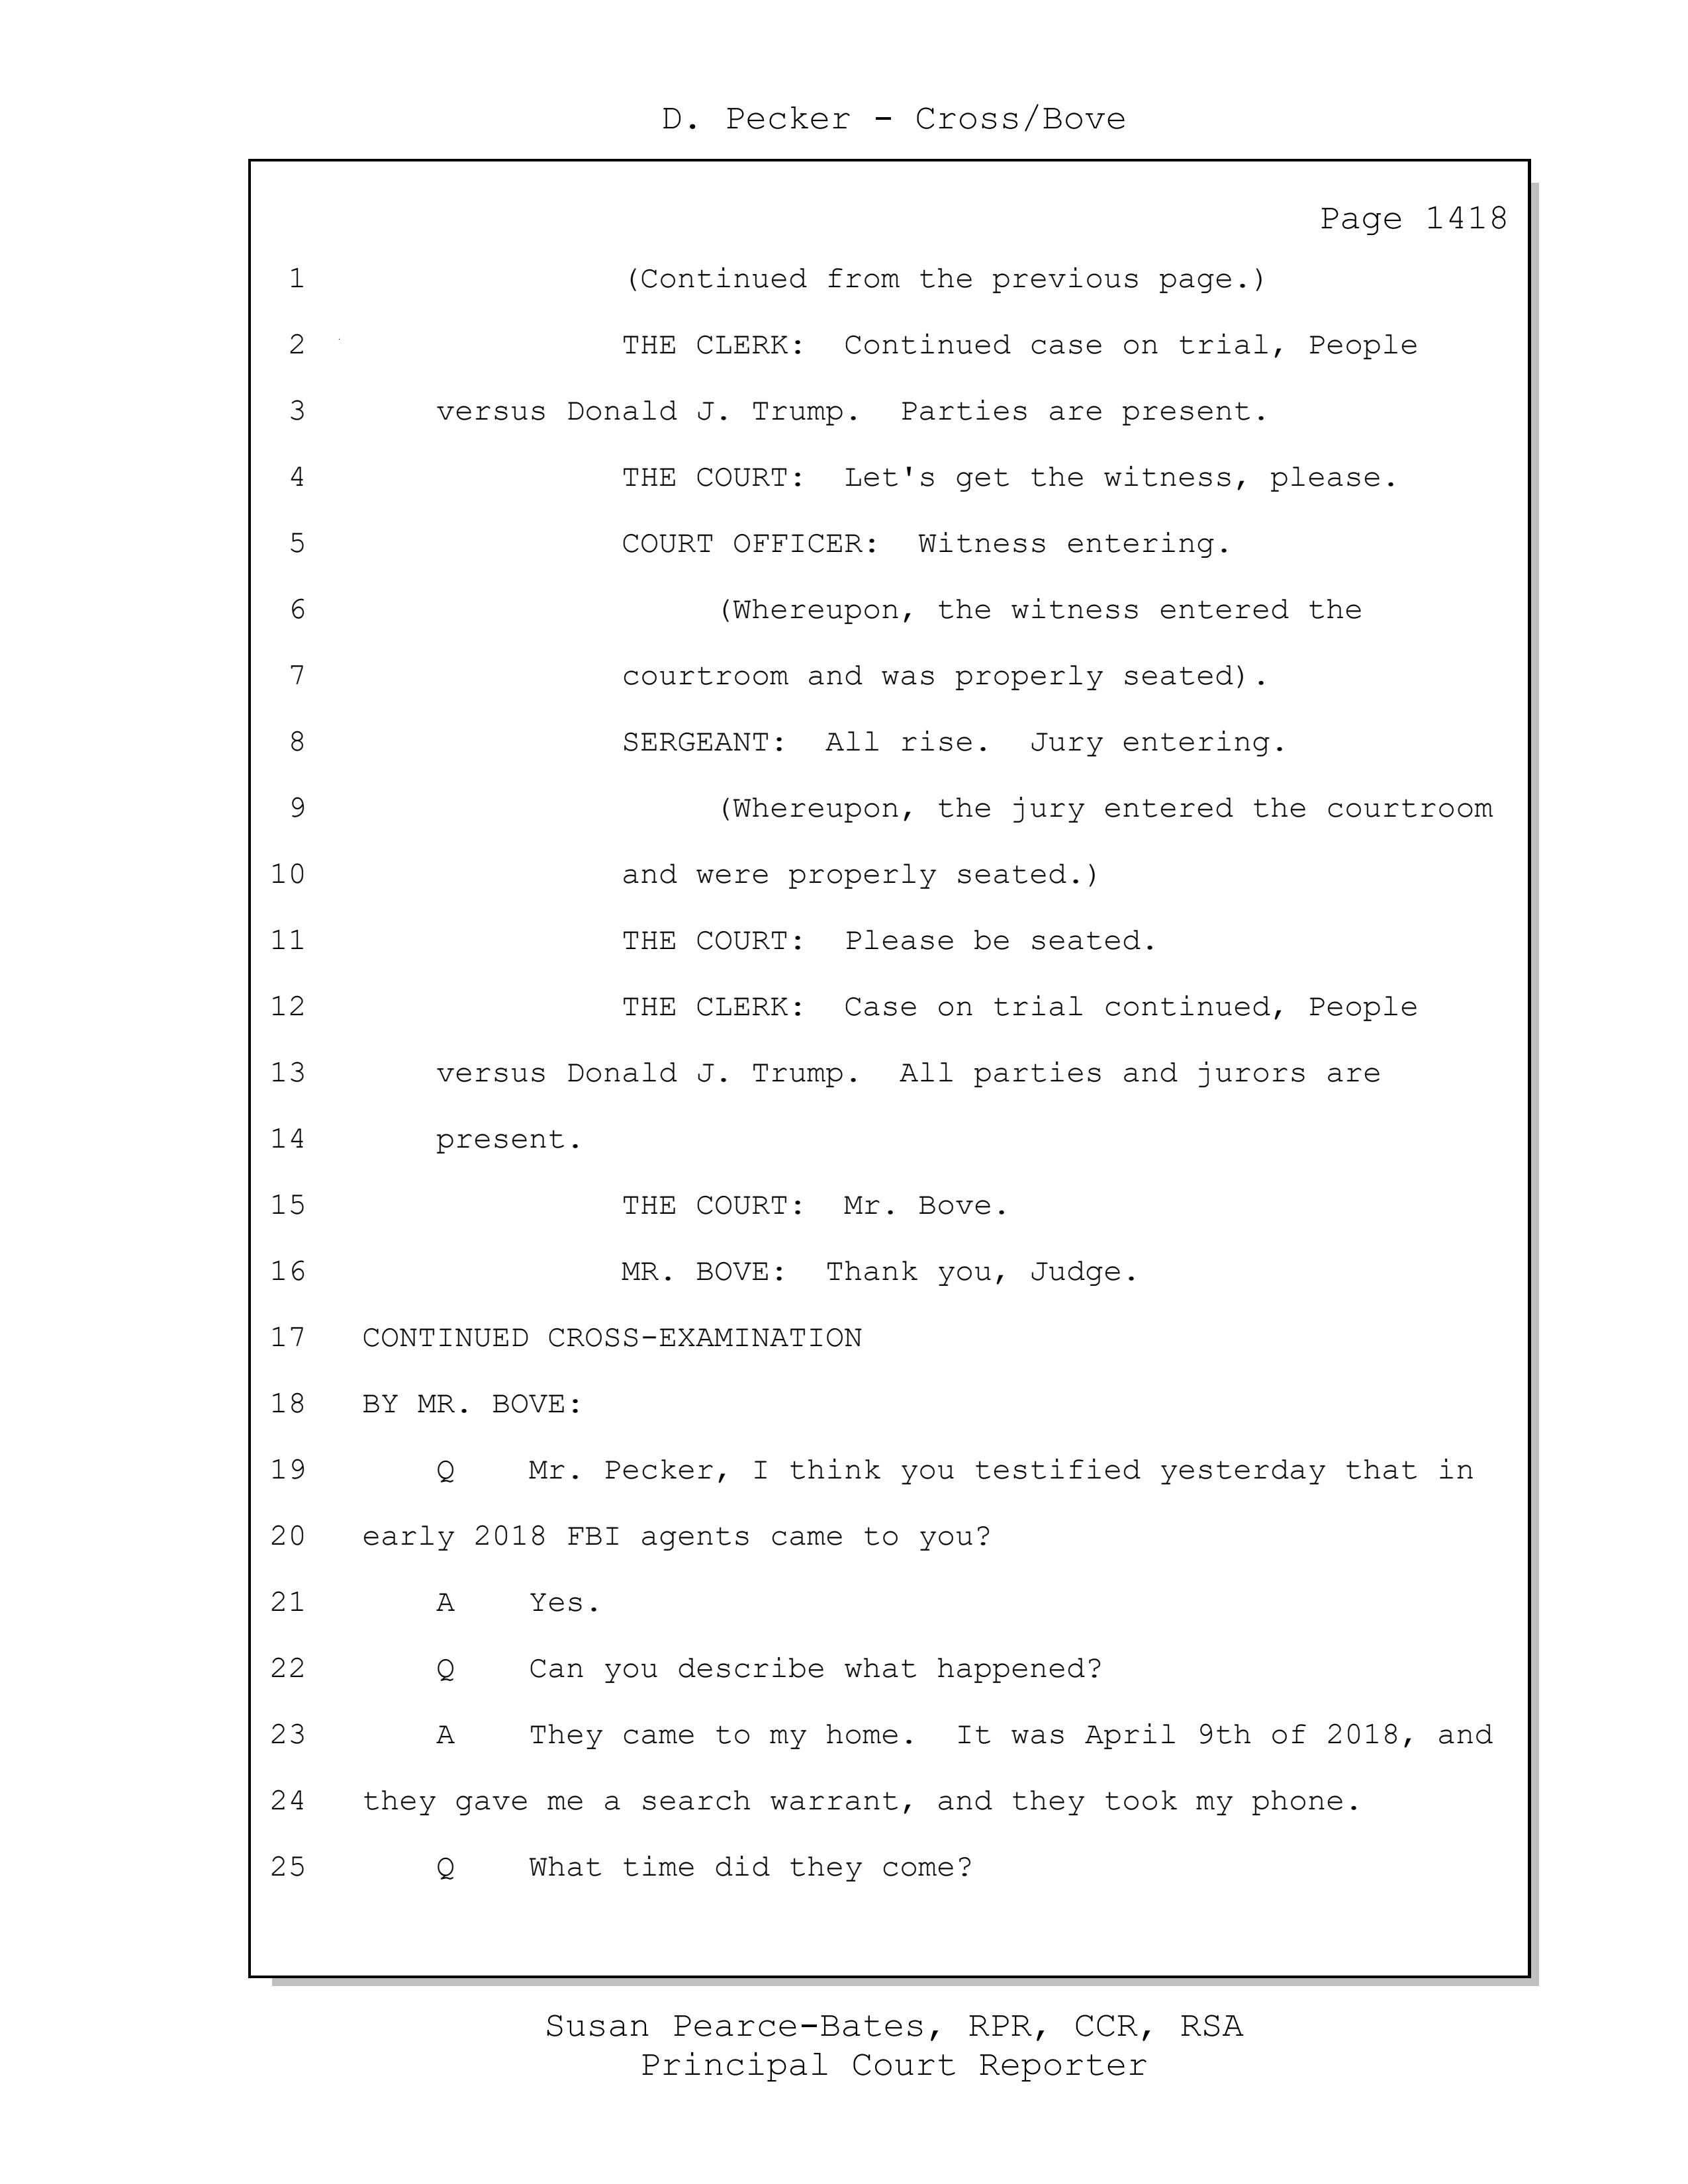 D. Pecker - Cross/Bove
Page 1418
1 (Continued from the previous page.)
2 THE CLERK: Continued case on trial, People
3 versus Donald J. Trump. Parties are present.
4 THE COURT: Let's get the witness, please.
5 COURT OFFICER: Witness entering.
6 (Whereupon, the witness entered the
7 courtroom and was properly seated).
8 SERGEANT: All rise. Jury entering.
9 (Whereupon, the jury entered the courtroom
10 and were properly seated.)
11 THE COURT: Please be seated.
12 THE CLERK: Case on trial continued, People
13 versus Donald J. Trump. All parties and jurors are
14 present.
15 THE COURT: Mr. Bove.
16 MR. BOVE: Thank you, Judge.
17 CONTINUED CROSS-EXAMINATION
18 BY MR. BOVE:
19 Q Mr. Pecker, I think you testified yesterday that in
20 early 2018 FBI agents came to you?
21 A Yes.
22 Q Can you describe what happened?
23 A They came to my home. It was April 9th of 2018, and
24 they gave me a search warrant, and they took my phone.
25 Q What time did they come?
Susan Pearce-Bates, RPR, CCR, RSA
Principal Court Reporter